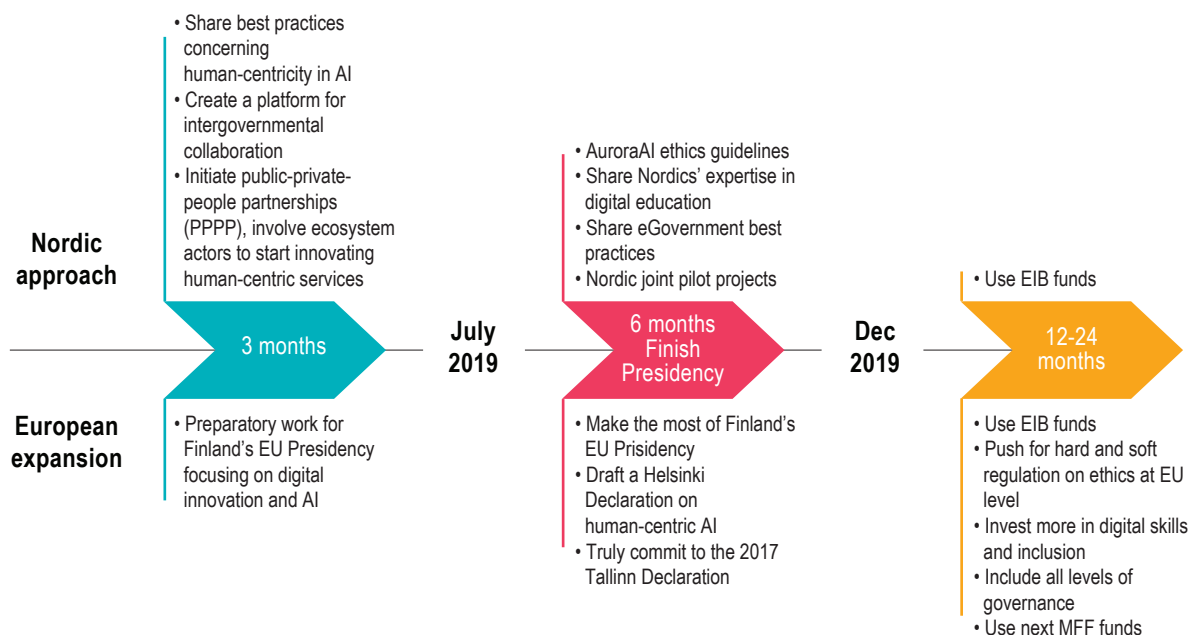 • Share best practices
concerning
human-centricity in AI
• Create a platform for
intergovernmental
collaboration
• Initiate public-private-
people partnerships
(PPPP), involve ecosystem
actors to start innovating
human-centric services
• AuroraAI ethics guidelines
• Share Nordics’ expertise in
digital education
• Share eGovernment best
practices
• Nordic joint pilot projects
• Use EIB funds
Nordic
approach
3 months
July
2019
6 months
Finish
Presidency
Dec
2019
12-24
months
European
expansion
• Preparatory work for
Finland’s EU Presidency
focusing on digital
innovation and AI
• Make the most of Finland’s
EU Prisidency
• Draft a Helsinki
Declaration on
human-centric AI
• Truly commit to the 2017
Tallinn Declaration
• Use EIB funds
• Push for hard and soft
regulation on ethics at EU
level
• Invest more in digital skills
and inclusion
• Include all levels of
governance
• Use next MFF funds